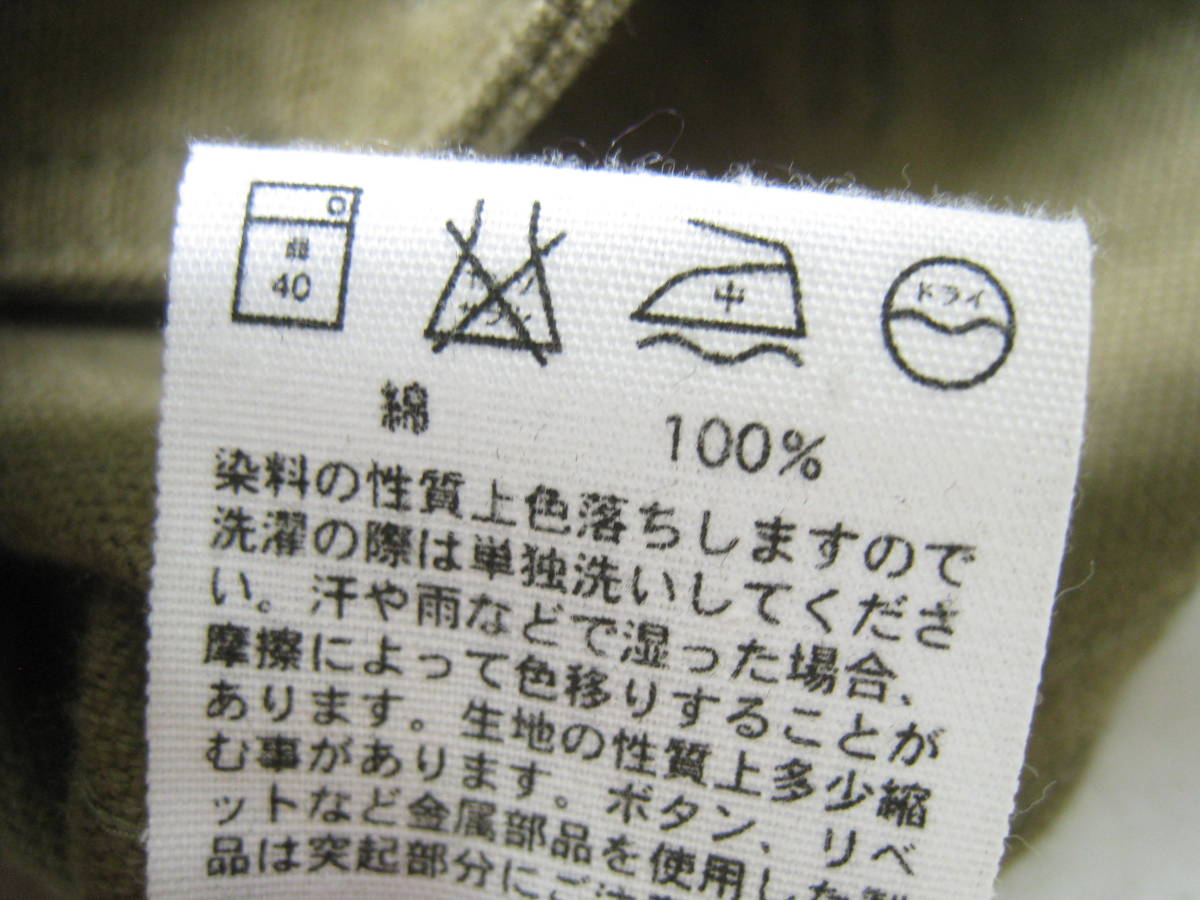 40
中
ドライ
綿 100%
染料の性質上色落ちしますので
洗濯の際は単独洗いしてくださ
い。汗や雨などで湿った場合、
摩擦によって色移りすることが
あります。生地の性質上多少縮
む事があります。ボタン、リベ
ットなど金属部品を使用した製
品は突起部分にご注意